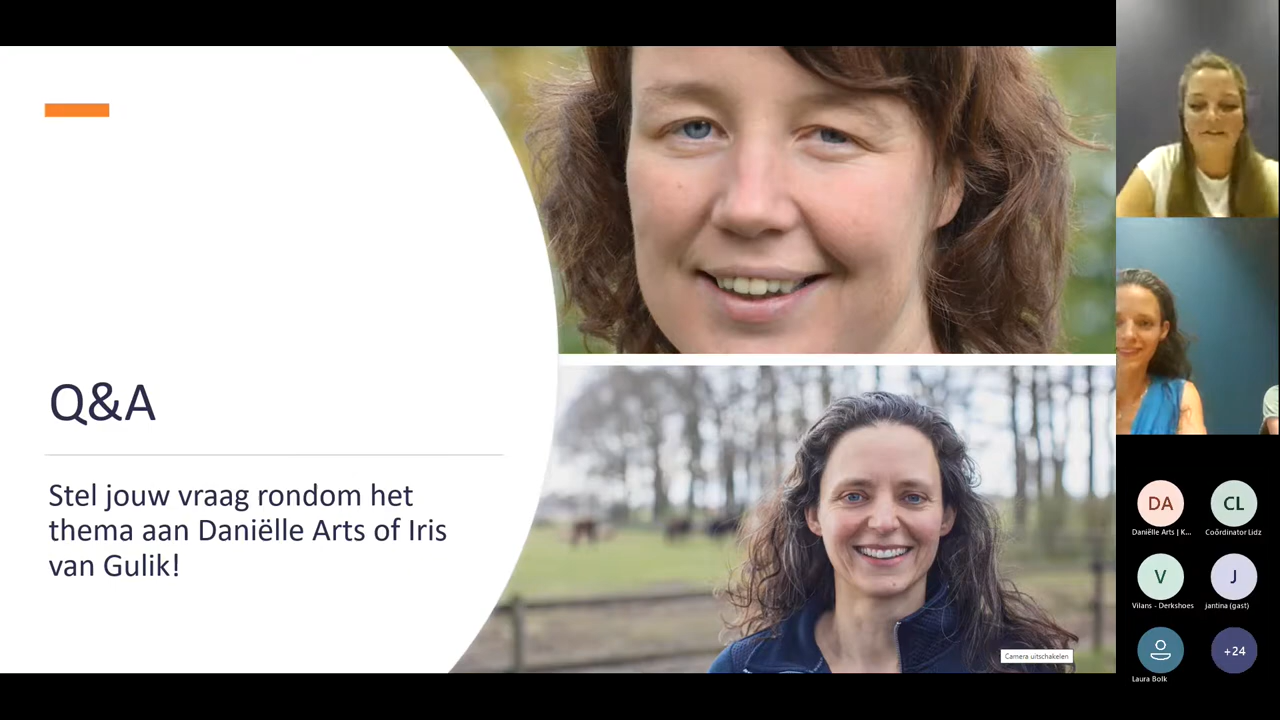 Q&A
Stel jouw vraag rondom het
thema aan Daniëlle Arts of Iris
van Gulik!
Camera uitschakelen
DA
CL
Daniëlle Arts | K...
Coördinator Lidz
V
J
Vilans - Derkshoes
jantina (gast)
+24
Laura Bolk